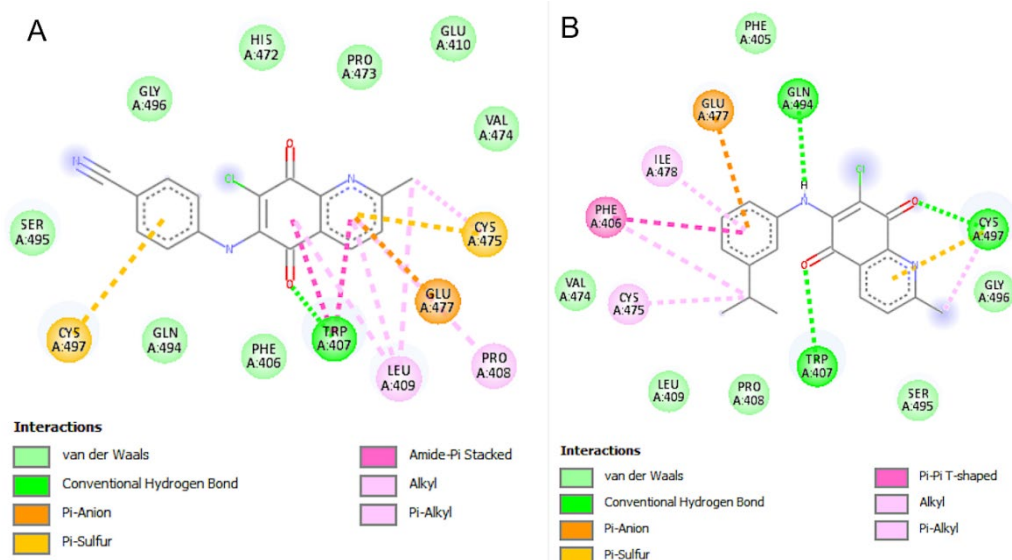 A
HIS
A:472
PRO
A:473
GLU
A:410
GLY
A:496
VAL
A:474
N
Cl
O
N
SER
A:495
N
O
CYS
A:475
GLU
A:477
CYS
A:497
GLN
A:494
PHE
A:406
TRP
A:407
LEU
A:409
PRO
A:408
Interactions
van der Waals
Conventional Hydrogen Bond
Pi-Anion
Pi-Sulfur
Amide-Pi Stacked
Alkyl
Pi-Alkyl
B
PHE
A:405
GLN
A:494
GLU
A:477
ILE
A:478
Cl
H
N
O
PHE
A:406
CYS
A:497
O
N
VAL
A:474
CYS
A:475
GLY
A:496
TRP
A:407
LEU
A:409
PRO
A:408
SER
A:495
Interactions
van der Waals
Conventional Hydrogen Bond
Pi-Anion
Pi-Sulfur
Pi-Pi T-shaped
Alkyl
Pi-Alkyl